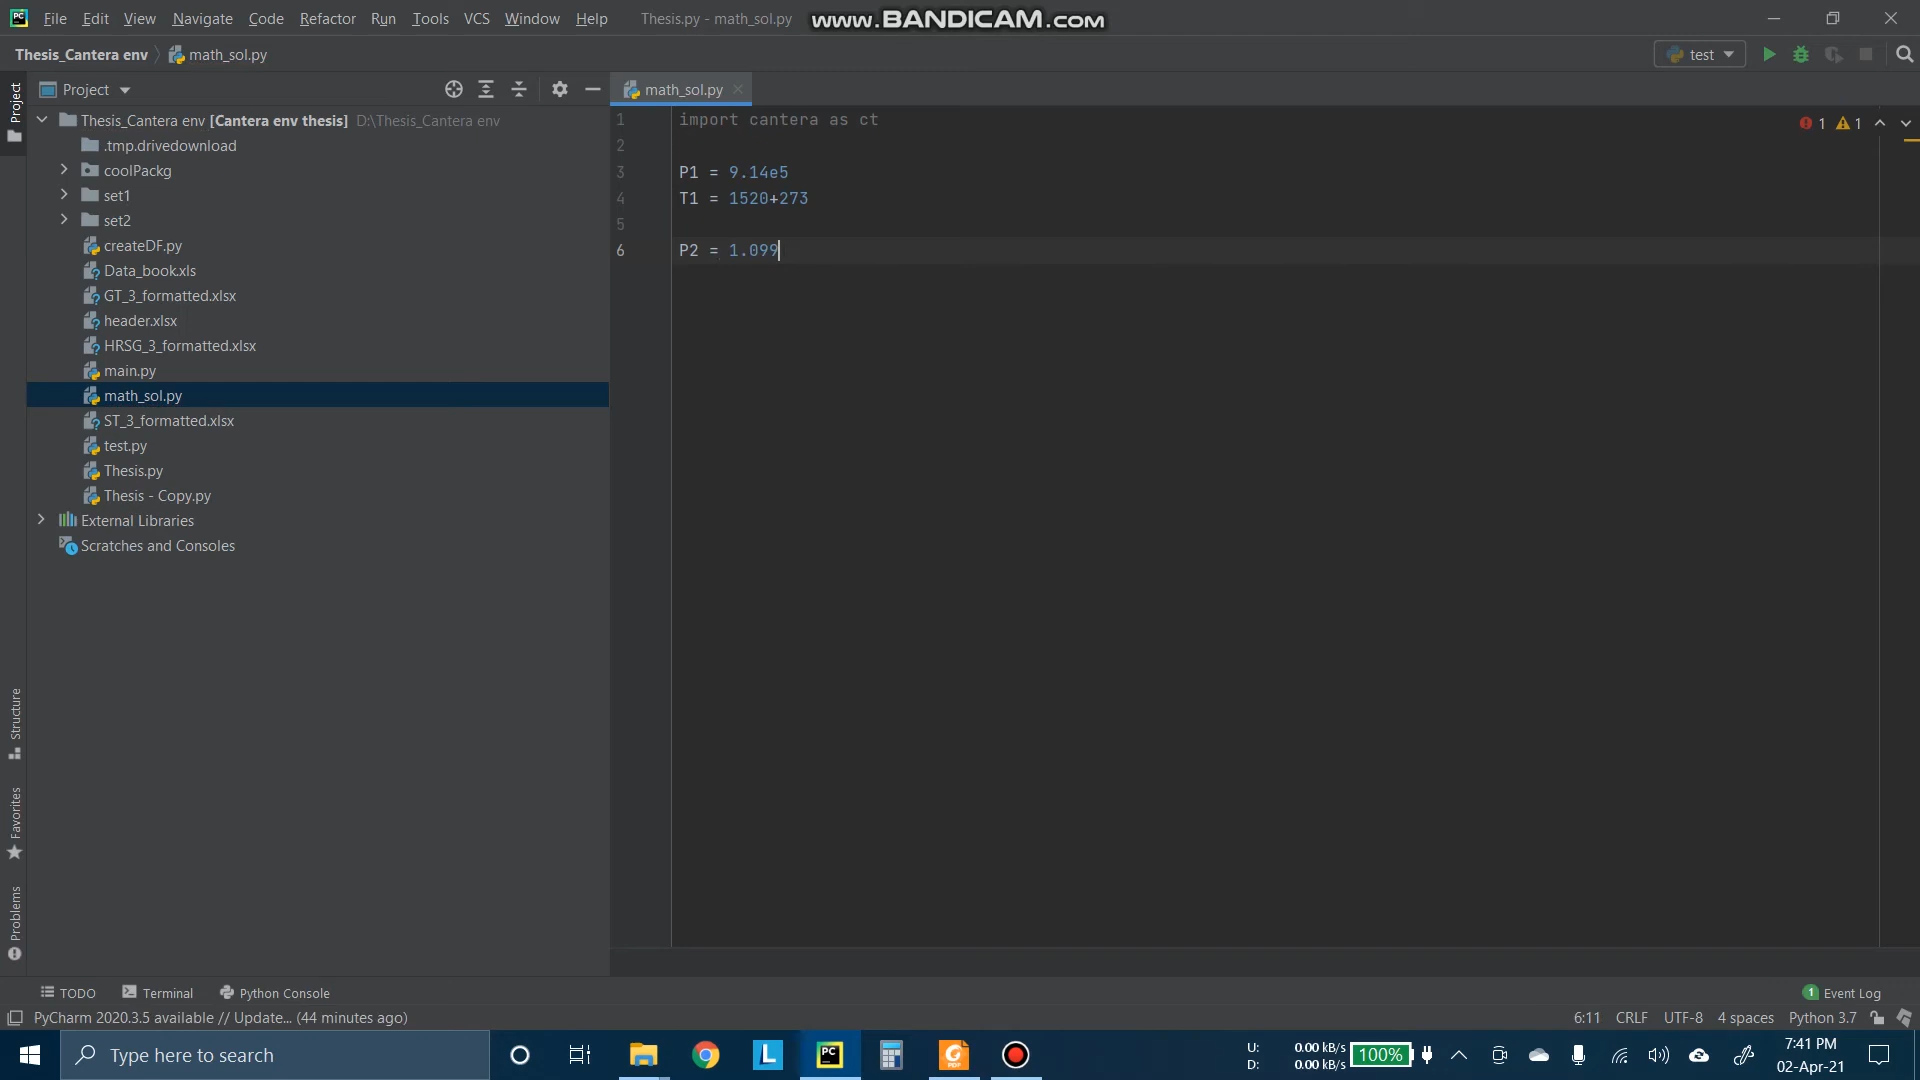 PC File Edit View Navigate Code Refactor Run Tools VCS Window Help Thesis.py - math_sol.py www.BANDICAM.com
Thesis_Cantera env math_sol.py test
Project
Project
math_sol.py
Thesis_Cantera env [Cantera env thesis] D:\Thesis_Cantera env
.tmp.drivedownload
coolPackg
set1
set2
createDF.py
Data_book.xls
GT_3_formatted.xlsx
header.xlsx
HRSG_3_formatted.xlsx
main.py
math_sol.py
ST_3_formatted.xlsx
test.py
Thesis.py
Thesis - Copy.py
External Libraries
Scratches and Consoles
1 import cantera as ct
2
3 P1 = 9.14e5
4 T1 = 1520+273
5
6 P2 = 1.099
1 1
Structure
Favorites
Problems
TODO Terminal Python Console 1 Event Log
PyCharm 2020.3.5 available // Update... (44 minutes ago) 6:11 CRLF UTF-8 4 spaces Python 3.7
Type here to search
L
PC
G
PDF
U: 0.00 kB/s
D: 0.00 kB/s
100%
7:41 PM
02-Apr-21